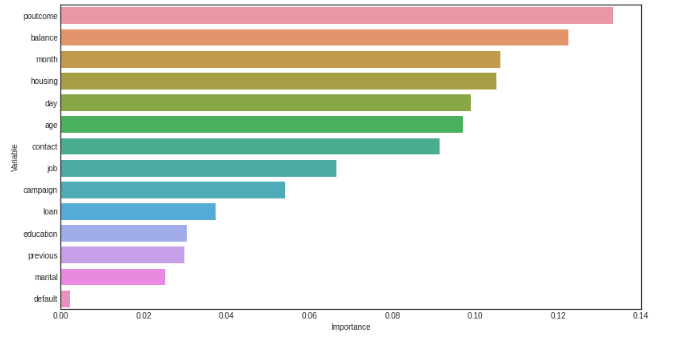 poutcome
balance
month
housing
day
age
contact
job
campaign
loan
education
previous
marital
default
Variable
0.00 0.02 0.04 0.06 0.08 0.10 0.12 0.14
Importance